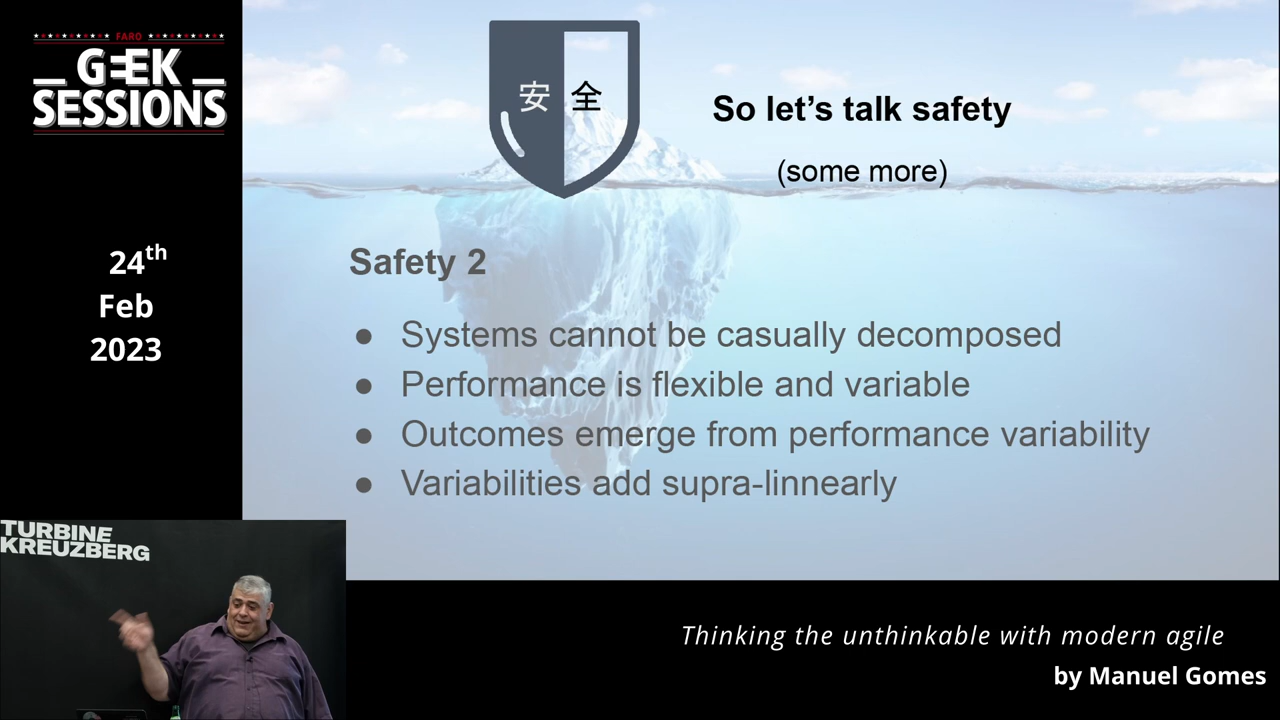 FARO
GEEK
SESSIONS
24th
Feb
2023
安全
So let’s talk safety
(some more)
Safety 2
● Systems cannot be casually decomposed
● Performance is flexible and variable
● Outcomes emerge from performance variability
● Variabilities add supra-linnearly
TURBINE
KREUZBERG
Thinking the unthinkable with modern agile
by Manuel Gomes